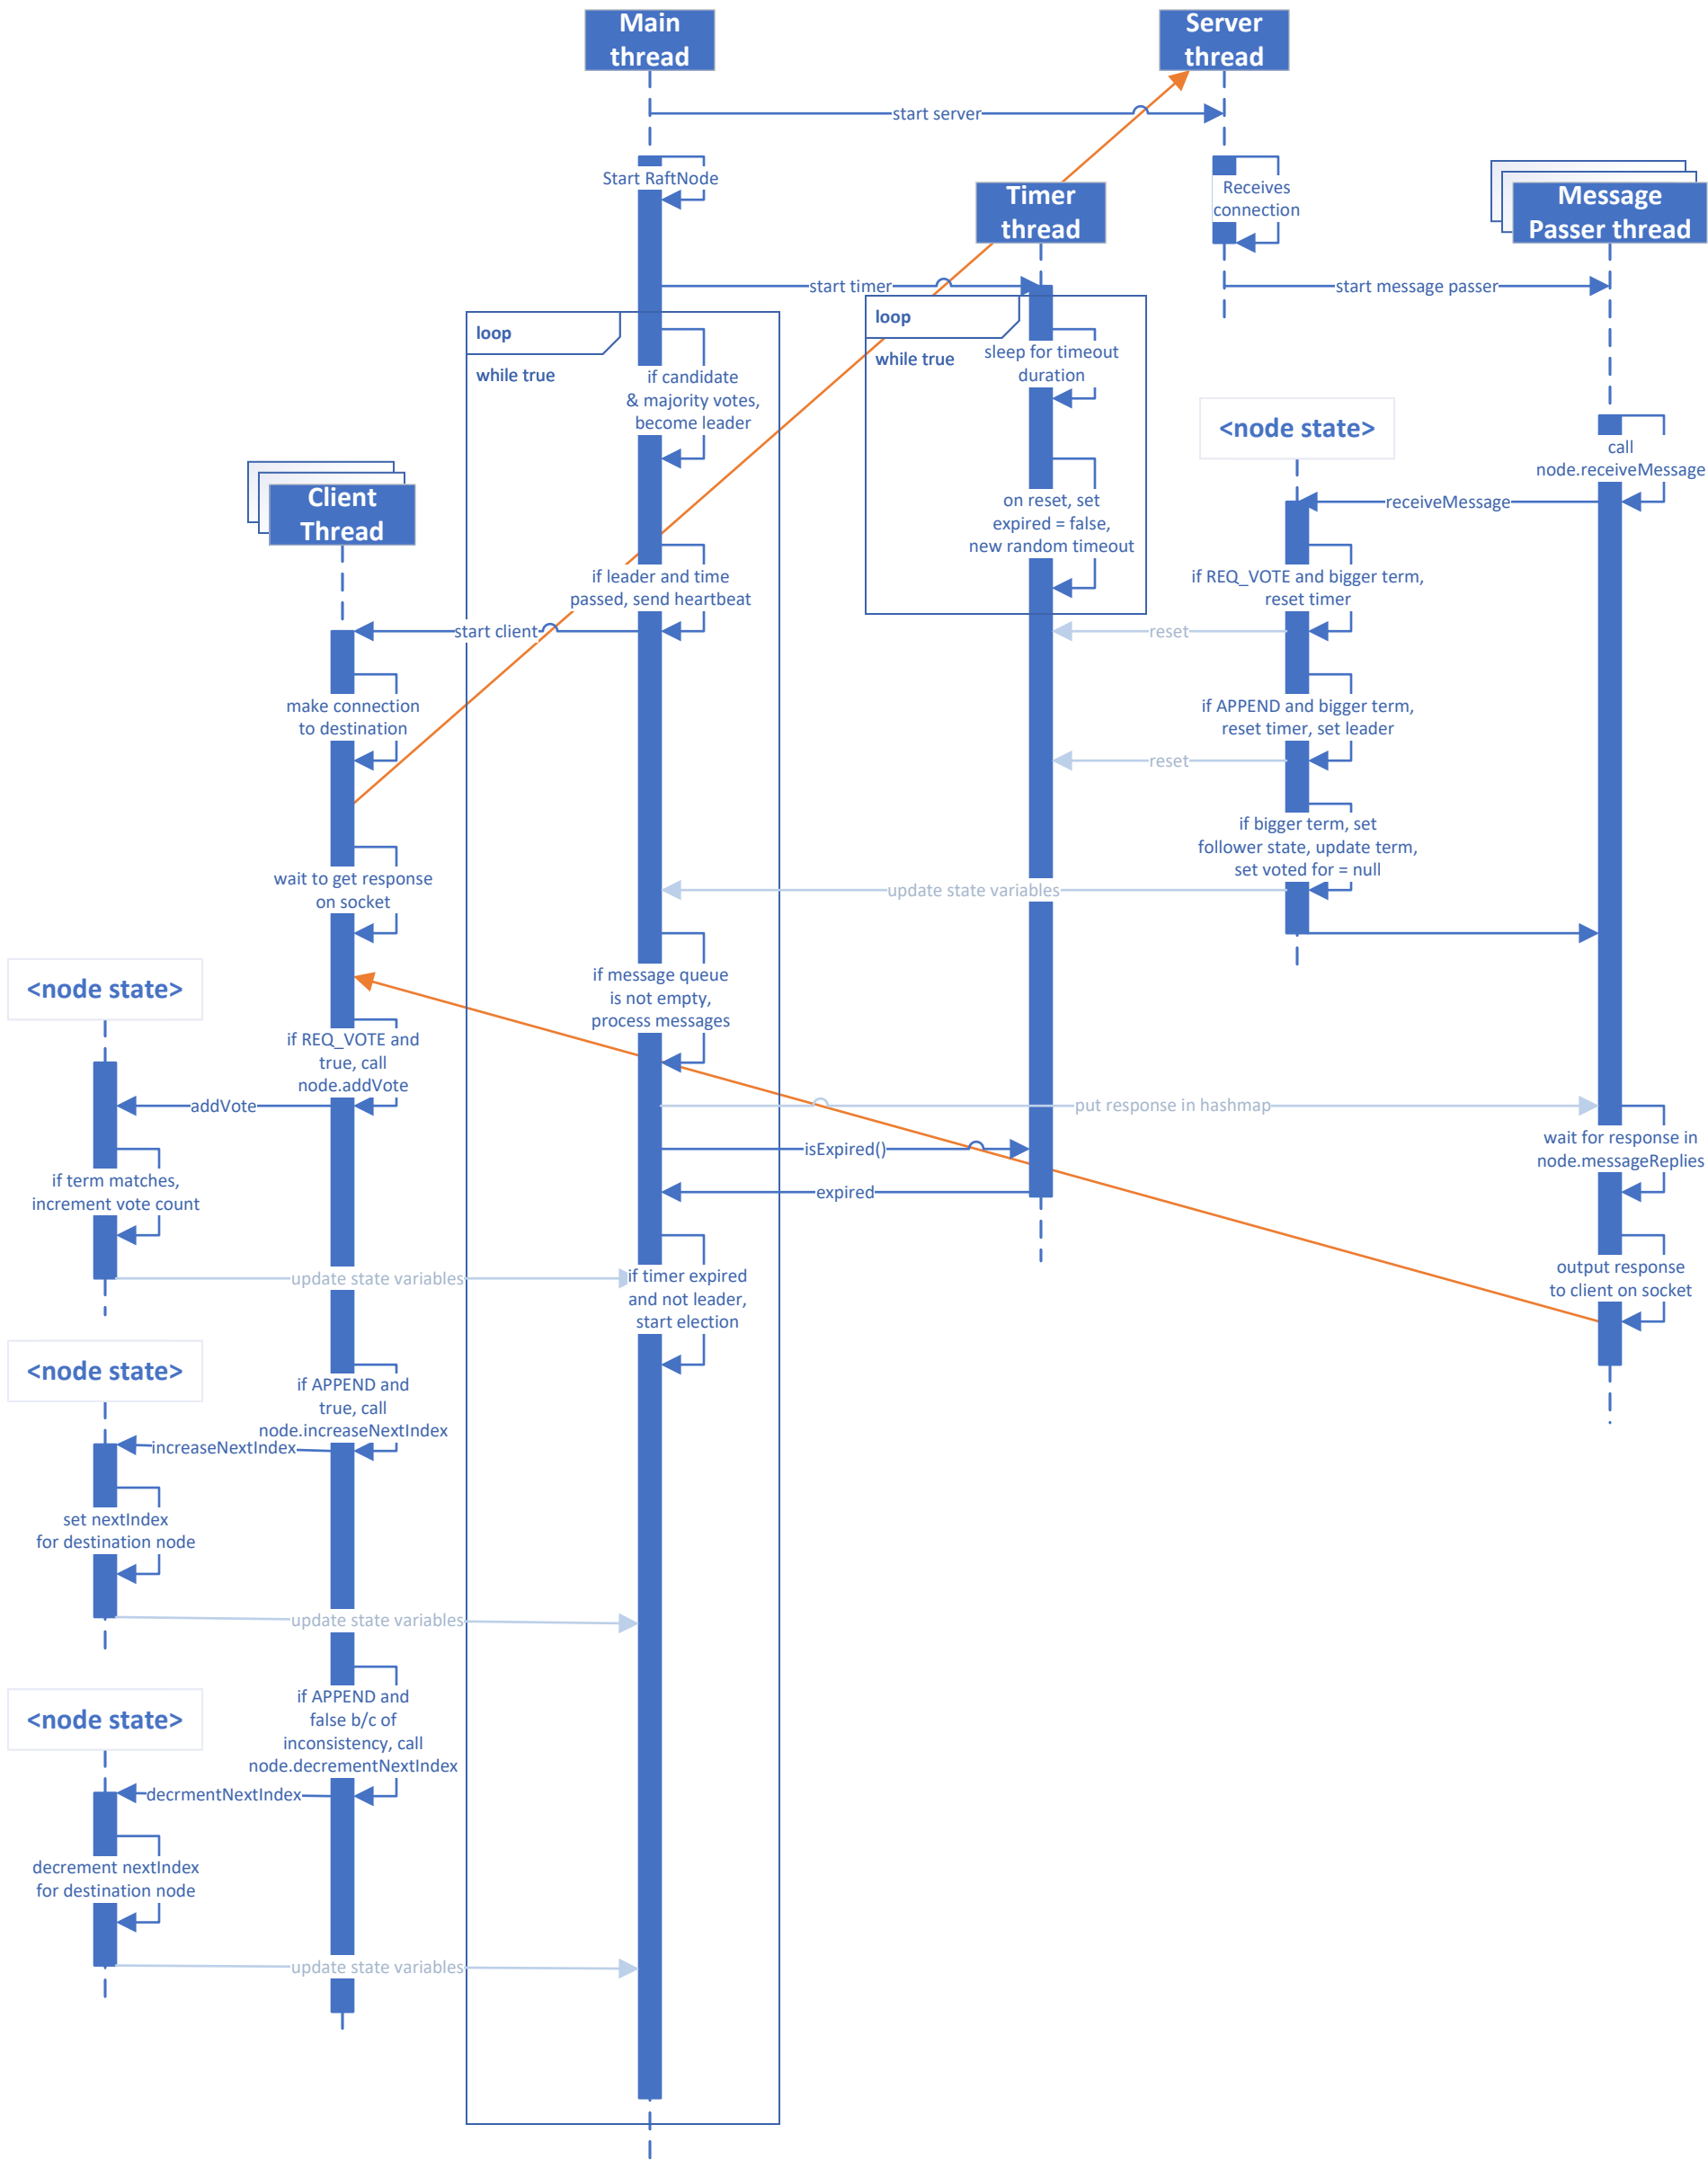 Main
thread
Server
thread
start server
Start RaftNode
Receives
connection
Timer
thread
Message
Passer thread
start timer
start message passer
loop
while true
loop
while true
sleep for timeout
duration
if candidate
& majority votes,
become leader
<node state>
call
node.receiveMessage
receiveMessage
Client
Thread
on reset, set
expired = false,
new random timeout
if leader and time
passed, send heartbeat
if REQ_VOTE and bigger term,
reset timer
start client
reset
make connection
to destination
if APPEND and bigger term,
reset timer, set leader
reset
if bigger term, set
follower state, update term,
set voted for = null
wait to get response
on socket
update state variables
<node state>
if message queue
is not empty,
process messages
if REQ_VOTE and
true, call
node.addVote
addVote
put response in hashmap
wait for response in
node.messageReplies
isExpired()
if term matches,
increment vote count
expired
update state variables
if timer expired
and not leader,
start election
output response
to client on socket
<node state>
if APPEND and
true, call
node.increaseNextIndex
increaseNextIndex
set nextIndex
for destination node
update state variables
<node state>
if APPEND and
false b/c of
inconsistency, call
node.decrementNextIndex
decrmentNextIndex
decrement nextIndex
for destination node
update state variables